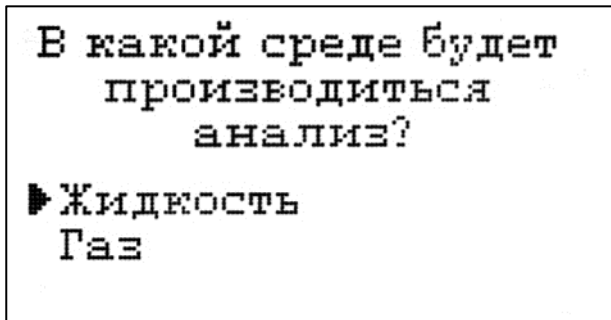 В какой среде будет
производиться
анализ?
Жидкость
Газ